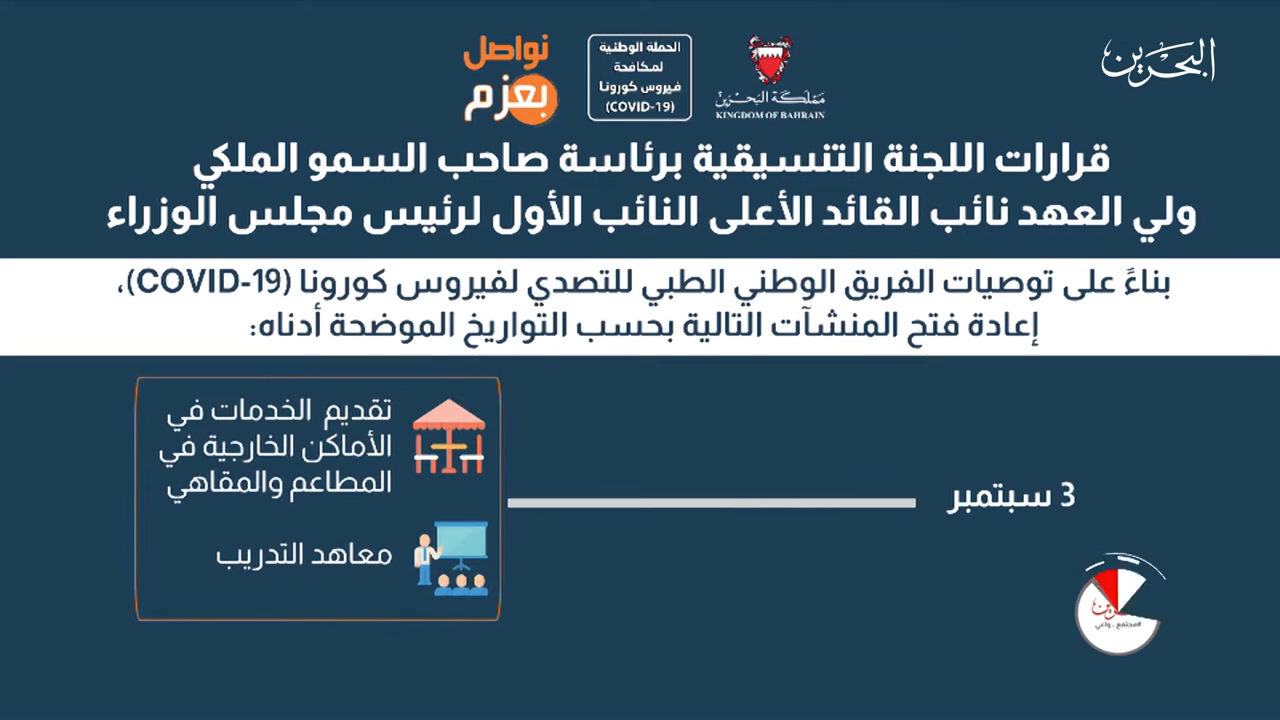 البحرين
مملكة البحرين
KINGDOM OF BAHRAIN
الحملة الوطنية
لمكافحة
فيروس كورونا
(COVID-19)
نواصل
بعزم
قرارات اللجنة التنسيقية برئاسة صاحب السمو الملكي
ولي العهد نائب القائد الأعلى النائب الأول لرئيس مجلس الوزراء
بناءً على توصيات الفريق الوطني الطبي للتصدي لفيروس كورونا (COVID-19)،
إعادة فتح المنشآت التالية بحسب التواريخ الموضحة أدناه:
3 سبتمبر
تقديم الخدمات في
الأماكن الخارجية في
المطاعم والمقاهي
معاهد التدريب
#مجتمع_واعي